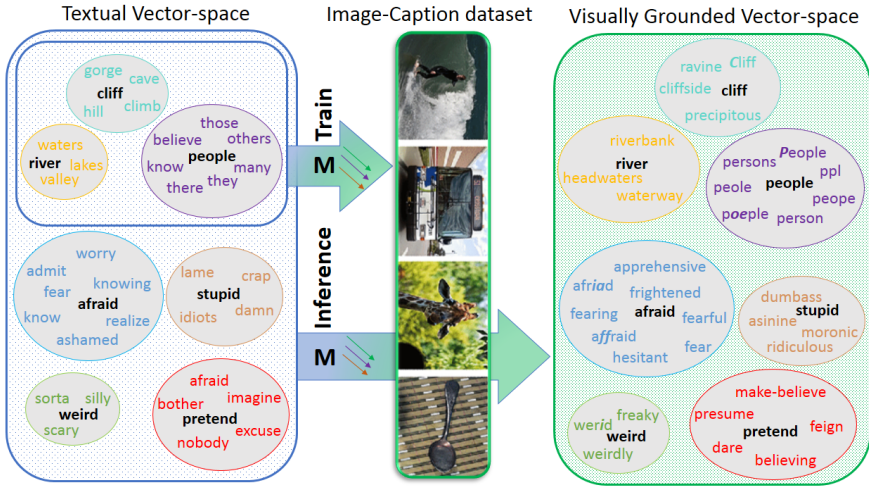 Textual Vector-space
Image-Caption dataset
Visually Grounded Vector-space
gorge
cave
cliff
hill
climb
waters
river
lakes
valley
those
believe
others
people
know
many
there
they
worry
admit
knowing
fear
afraid
know
realize
ashamed
lame
crap
stupid
idiots
damn
sorta
silly
weird
scary
afraid
bother
imagine
pretend
excuse
nobody
Train
M
Inference
M
ravine
Cliff
cliffside
cliff
precipitous
riverbank
river
headwaters
waterway
persons
People
ppl
peole
people
peope
poeple
person
apprehensive
afriad
frightened
fearing
afraid
fearful
affraid
hesitant
fear
dumbass
stupid
asinine
moronic
ridiculous
werid
freaky
weird
weirdly
make-believe
presume
pretend
feign
dare
believing